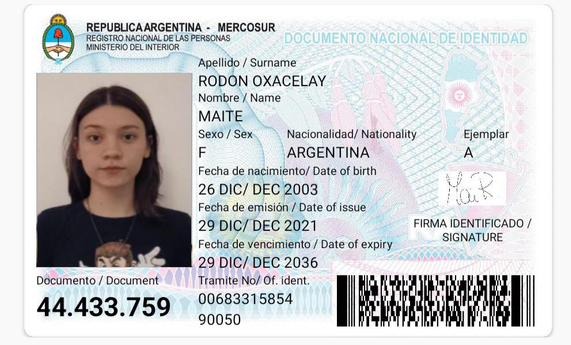 REPUBLICA ARGENTINA - MERCOSUR
REGISTRO NACIONAL DE LAS PERSONAS
MINISTERIO DEL INTERIOR
DOCUMENTO NACIONAL DE IDENTIDAD
Apellido / Surname
RODON OXACELAY
Nombre / Name
MAITE
Sexo / Sex Nacionalidad/ Nationality Ejemplar
F ARGENTINA A
Fecha de nacimiento/ Date of birth
26 DIC/ DEC 2003
Fecha de emisión / Date of issue
29 DIC/ DEC 2021
Fecha de vencimiento / Date of expiry
29 DIC/ DEC 2036
FIRMA IDENTIFICADO /
SIGNATURE
Documento / Document
44.433.759
Tramite No/ Of. ident.
00683315854
90050